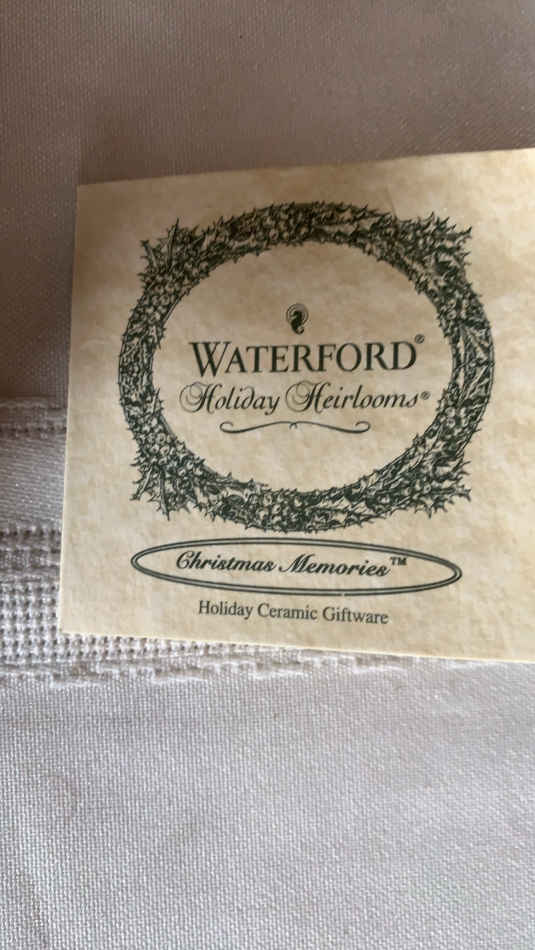 WATERFORD®
Holiday Heirlooms®
Christmas Memories™
Holiday Ceramic Giftware